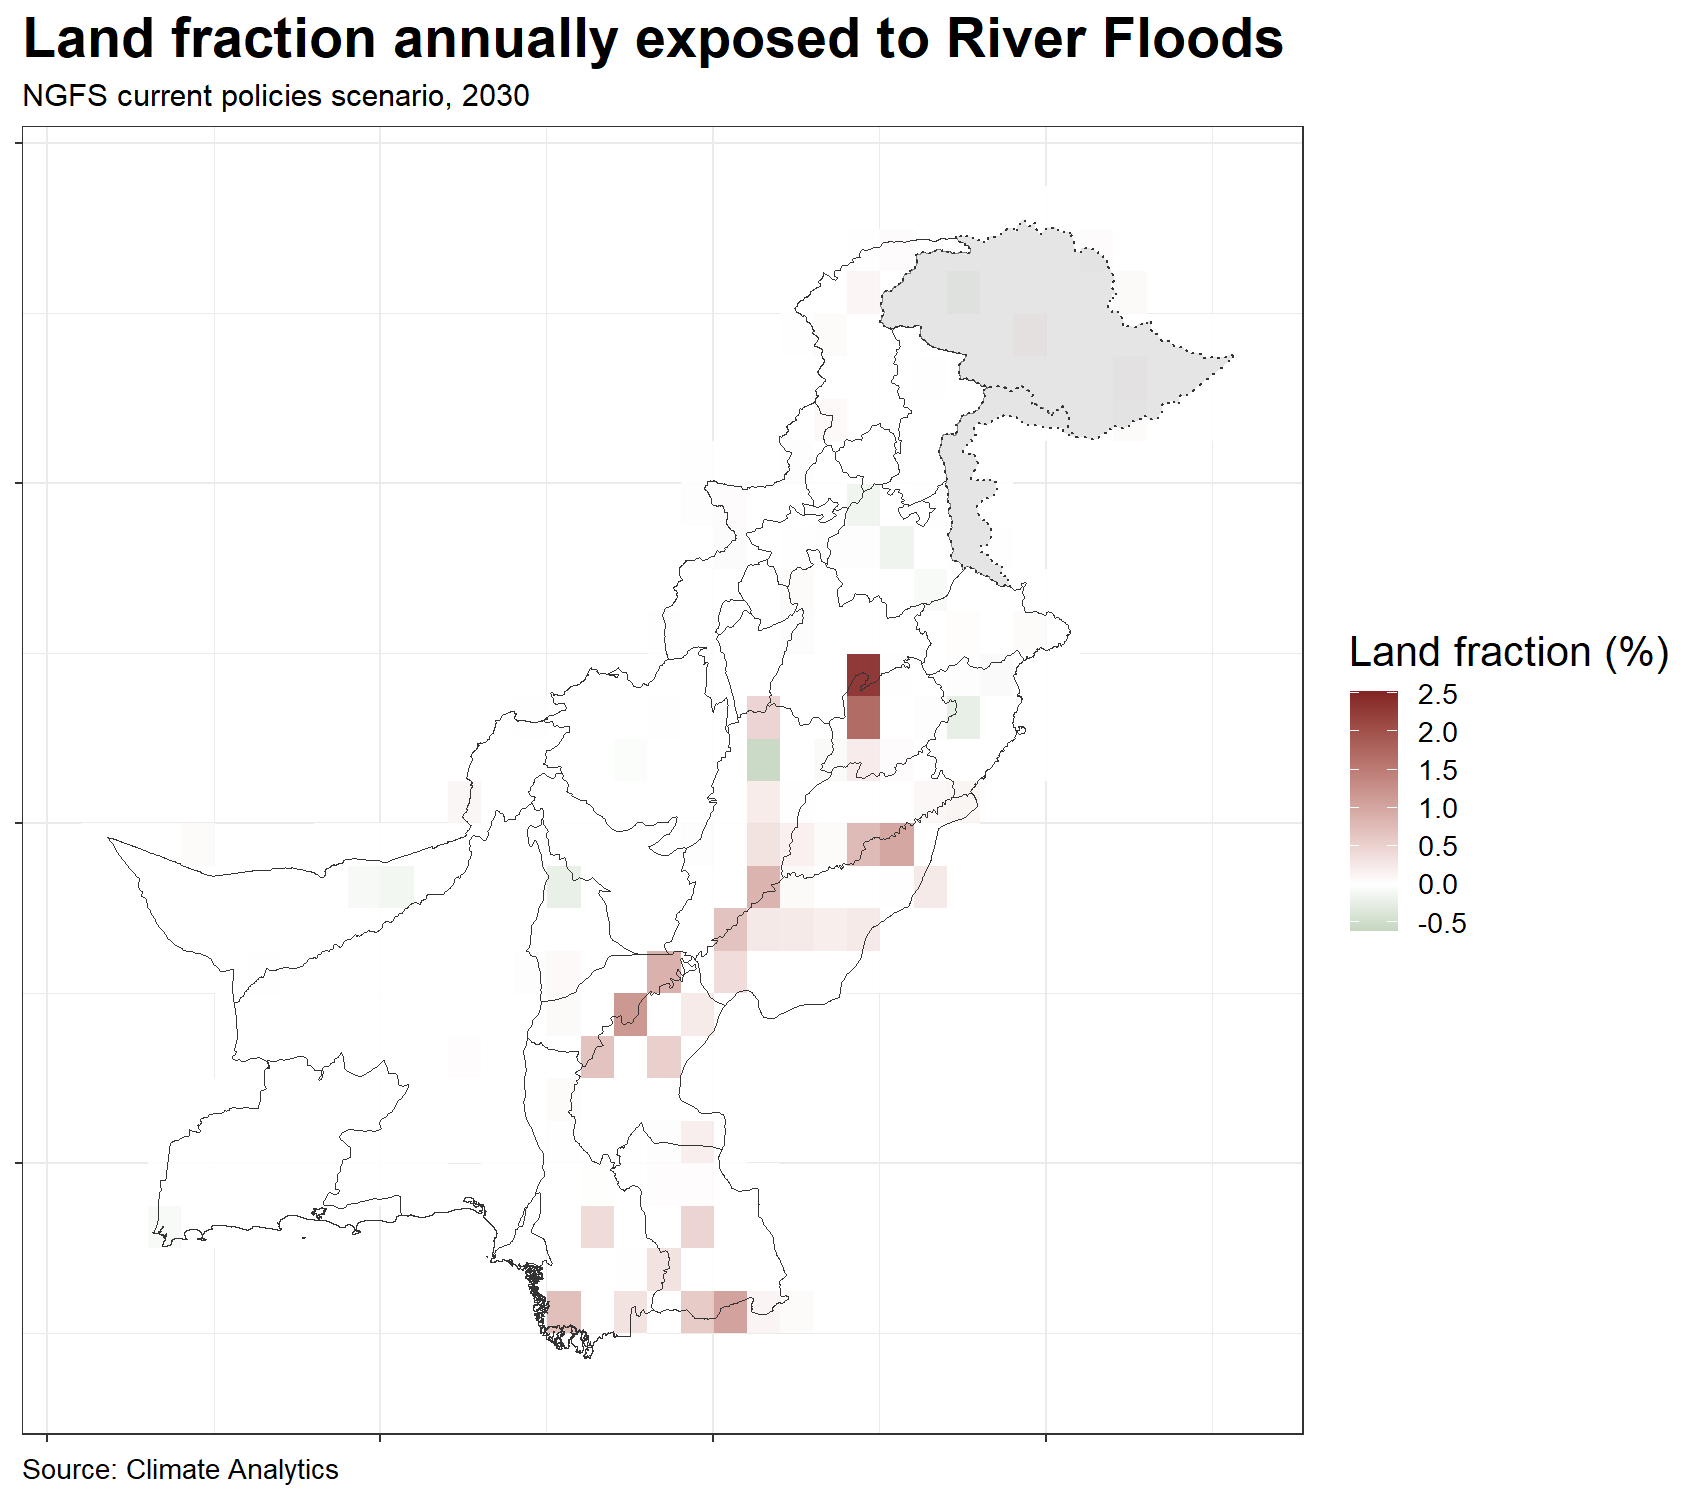 Land fraction annually exposed to River Floods
NGFS current policies scenario, 2030
Land fraction (%)
2.5
2.0
1.5
1.0
0.5
0.0
-0.5
Source: Climate Analytics